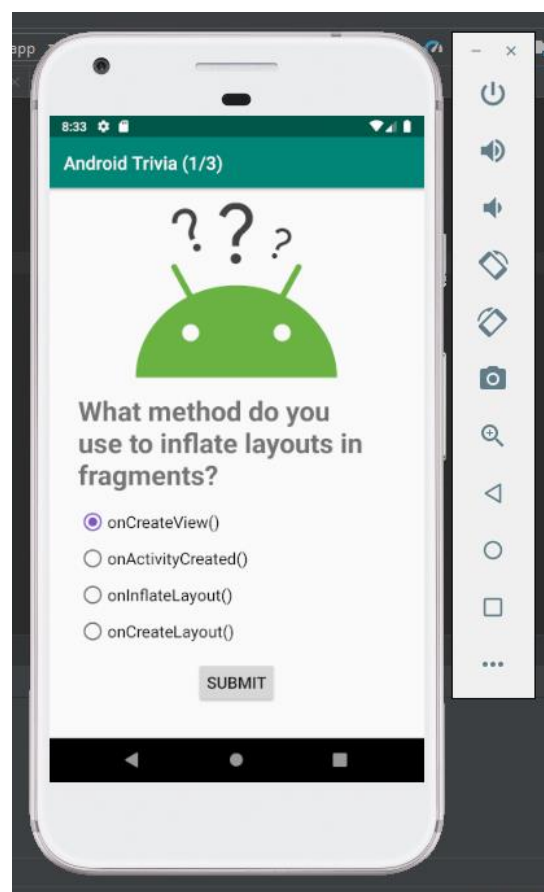 app
8:33
Android Trivia (1/3)
? ? ?
What method do you
use to inflate layouts in
fragments?
onCreateView()
onActivityCreated()
onInflateLayout()
onCreateLayout()
SUBMIT